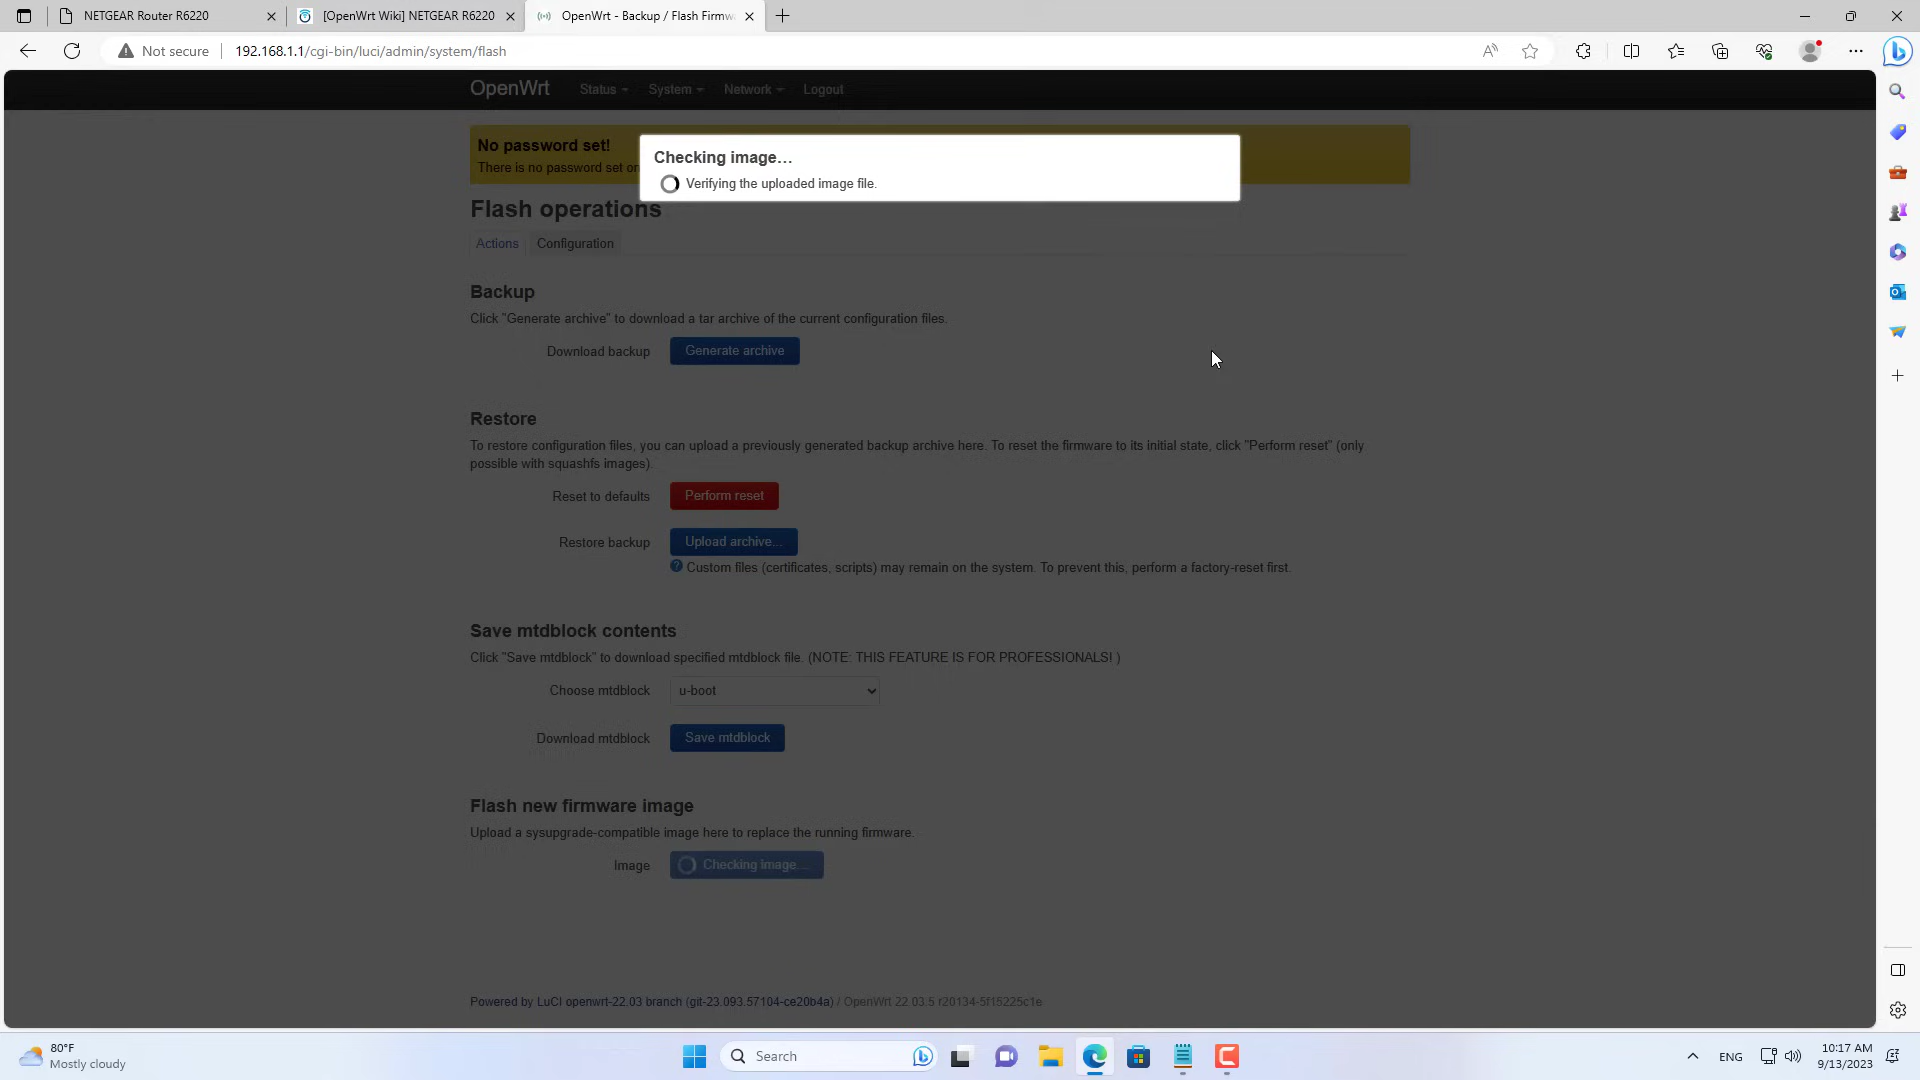 NETGEAR Router R6220
[OpenWrt Wiki] NETGEAR R6220
OpenWrt - Backup / Flash Firmw
Not secure
192.168.1.1/cgi-bin/luci/admin/system/flash
OpenWrt
Status
System
Network
Logout
No password set!
There is no password set on
Checking image…
Verifying the uploaded image file.
Flash operations
Actions
Configuration
Backup
Click "Generate archive" to download a tar archive of the current configuration files.
Download backup
Generate archive
Restore
To restore configuration files, you can upload a previously generated backup archive here. To reset the firmware to its initial state, click "Perform reset" (only
possible with squashfs images).
Reset to defaults
Perform reset
Restore backup
Upload archive...
Custom files (certificates, scripts) may remain on the system. To prevent this, perform a factory-reset first.
Save mtdblock contents
Click "Save mtdblock" to download specified mtdblock file. (NOTE: THIS FEATURE IS FOR PROFESSIONALS! )
Choose mtdblock
u-boot
Download mtdblock
Save mtdblock
Flash new firmware image
Upload a sysupgrade-compatible image here to replace the running firmware.
Image
Checking image…
Powered by LuCI openwrt-22.03 branch (git-23.093.57104-ce20b4a) / OpenWrt 22.03.5 r20134-5f15225c1e
80°F
Mostly cloudy
Search
ENG
10:17 AM
9/13/2023